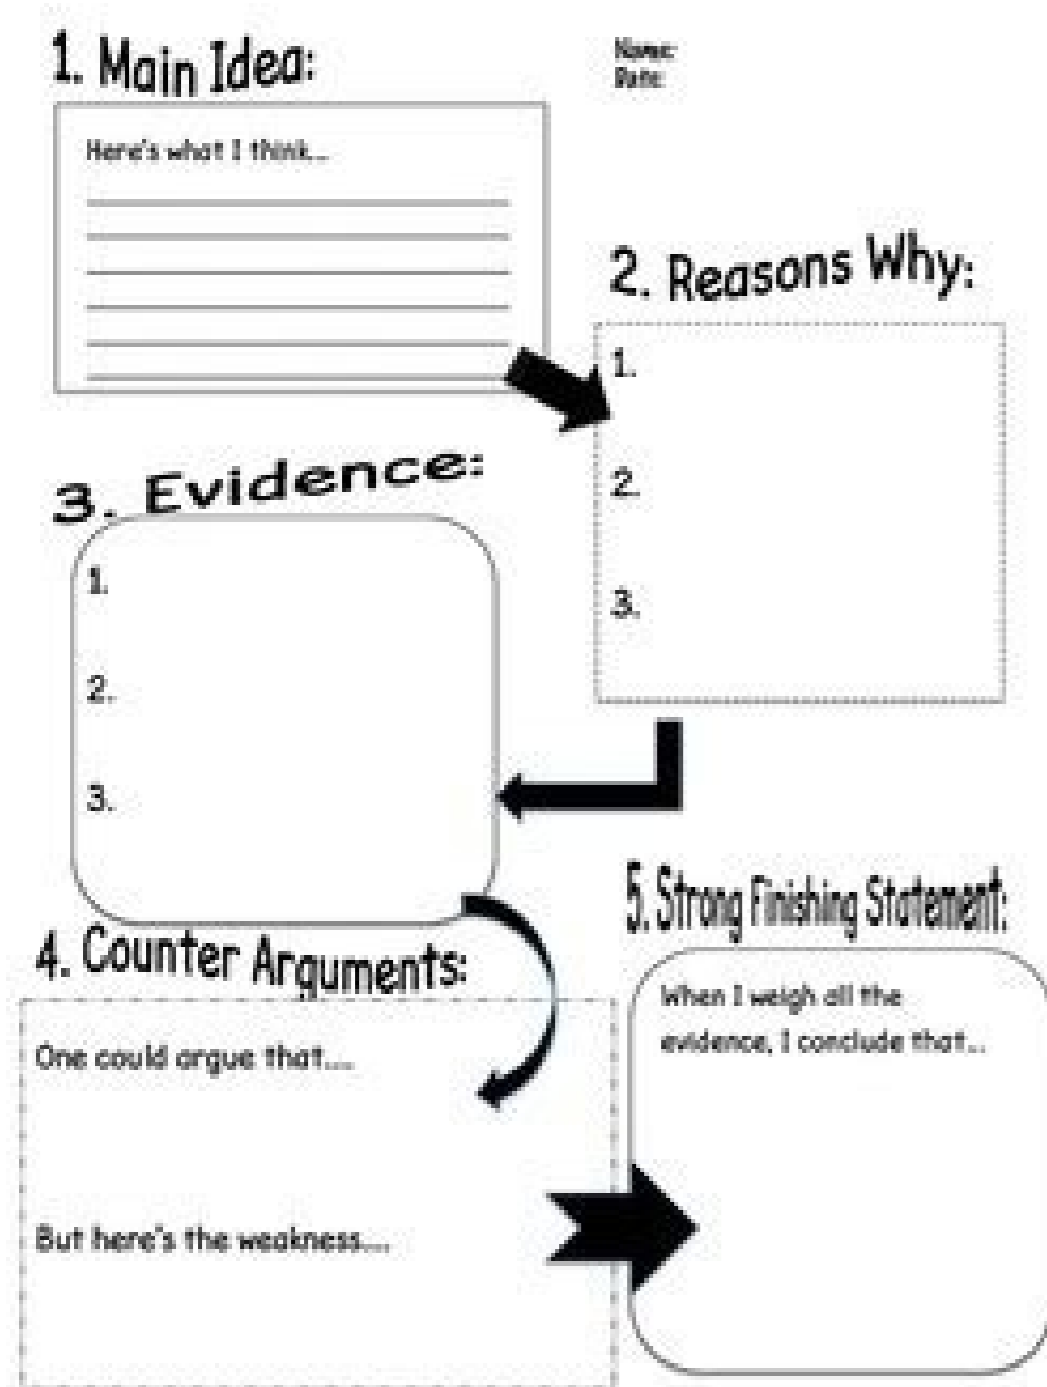 1. Main Idea:
Name:
Date:
Here's what I think...
2. Reasons Why:
1.
2.
3.
3. Evidence:
1.
2.
3.
4. Counter Arguments:
One could argue that....
But here's the weakness....
5. Strong Finishing Statement:
When I weigh all the
evidence, I conclude that...